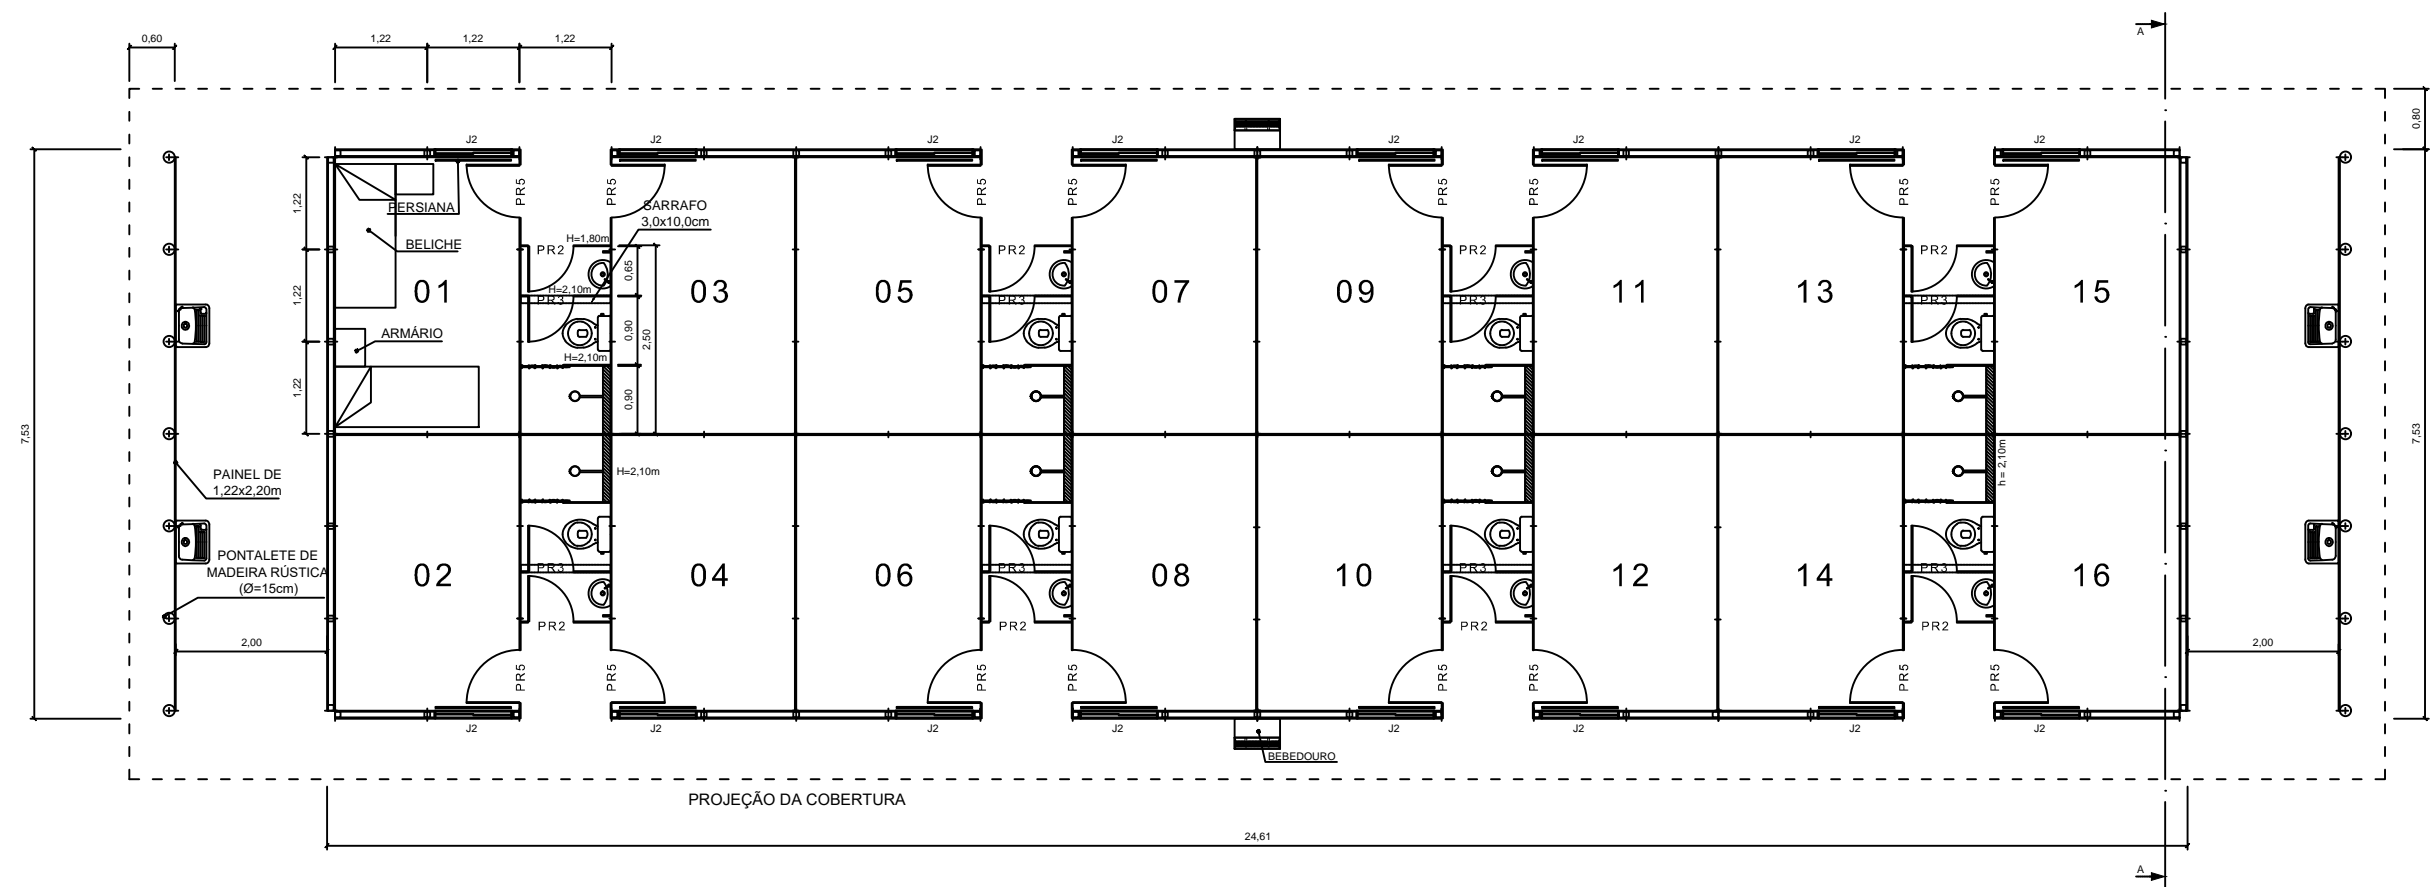 0,60
1,22 1,22 1,22
A
0,80
J2 J2 J2 J2 J2 J2 J2 J2
PR5 PR5 PR5 PR5 PR5 PR5 PR5 PR5
1,22
PERSIANA
SARRAFO
3,0x10,0cm
BELICHE
H=1,80m
PR2 PR2 PR2 PR2
0,65
1,22
01 03 05 07 09 11 13 15
H=2,10m
PR3 PR3 PR3 PR3
ARMÁRIO
0,90
2,50
H=2,10m
1,22
0,90
7,53
7,53
H=2,10m
h = 2,10m
PAINEL DE
1,22x2,20m
PONTALETE DE
MADEIRA RÚSTICA
(Ø=15cm)
PR3 PR3 PR3 PR3
02 04 06 08 10 12 14 16
PR2 PR2 PR2 PR2
2,00 2,00
PR5 PR5 PR5 PR5 PR5 PR5 PR5 PR5
J2 J2 J2 J2 J2 J2 J2 J2
BEBEDOURO
PROJEÇÃO DA COBERTURA
24,61
A